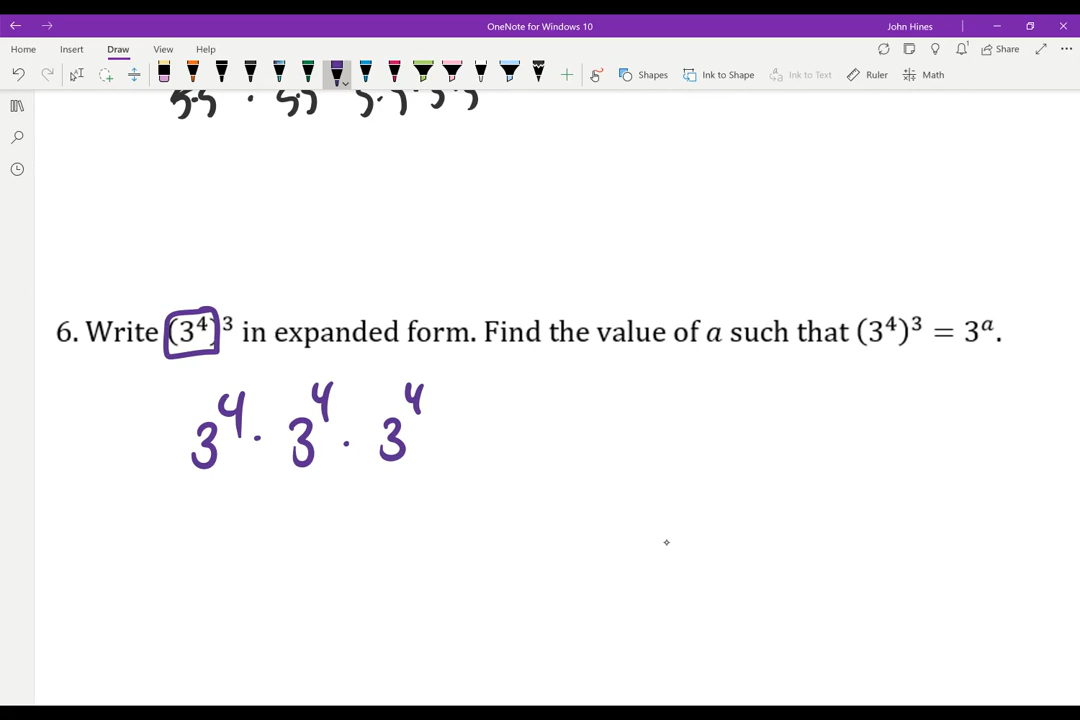 OneNote for Windows 10
John Hines
Home Insert Draw View Help
1 Share
Shapes Ink to Shape Ink to Text Ruler Math
6. Write (3⁴)³ in expanded form. Find the value of a such that (3⁴)³ = 3ᵃ.
3⁴ · 3⁴ · 3⁴